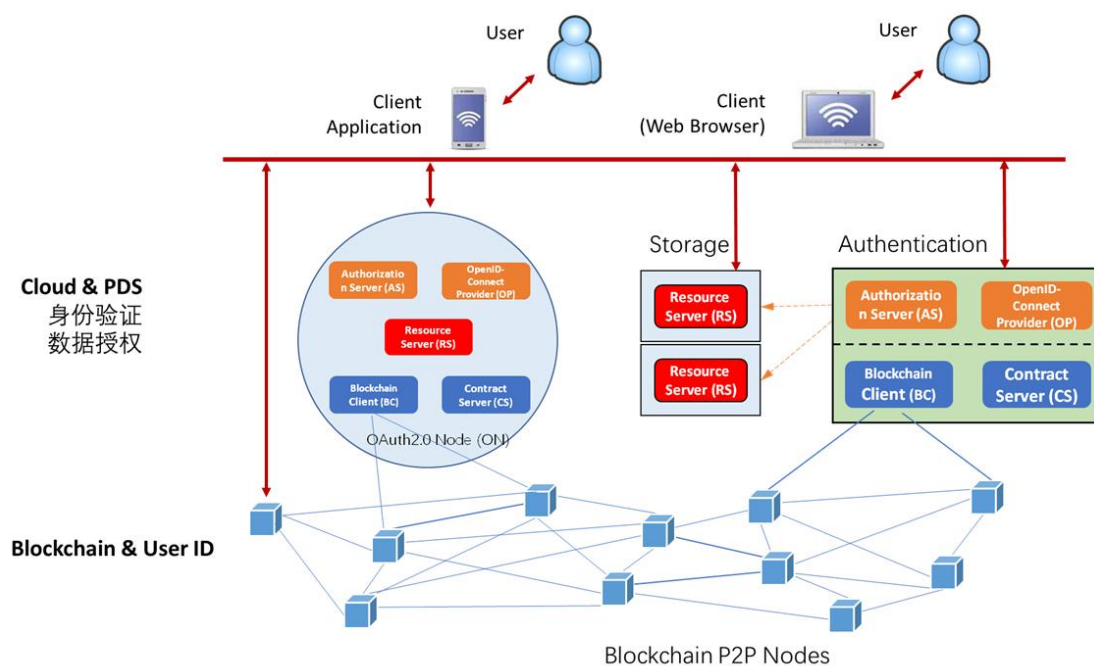 User
User
Client
Application
Client
(Web Browser)
Storage
Authentication
Cloud & PDS
身份验证
数据授权
Authorizatio
n Server (AS)
OpenID-
Connect
Provider (OP)
Resource
Server (RS)
Blockchain
Client (BC)
Contract
Server (CS)
OAuth2.0 Node (ON)
Resource
Server (RS)
Resource
Server (RS)
Authorizatio
n Server (AS)
OpenID-
Connect
Provider (OP)
Blockchain
Client (BC)
Contract
Server (CS)
Blockchain & User ID
Blockchain P2P Nodes